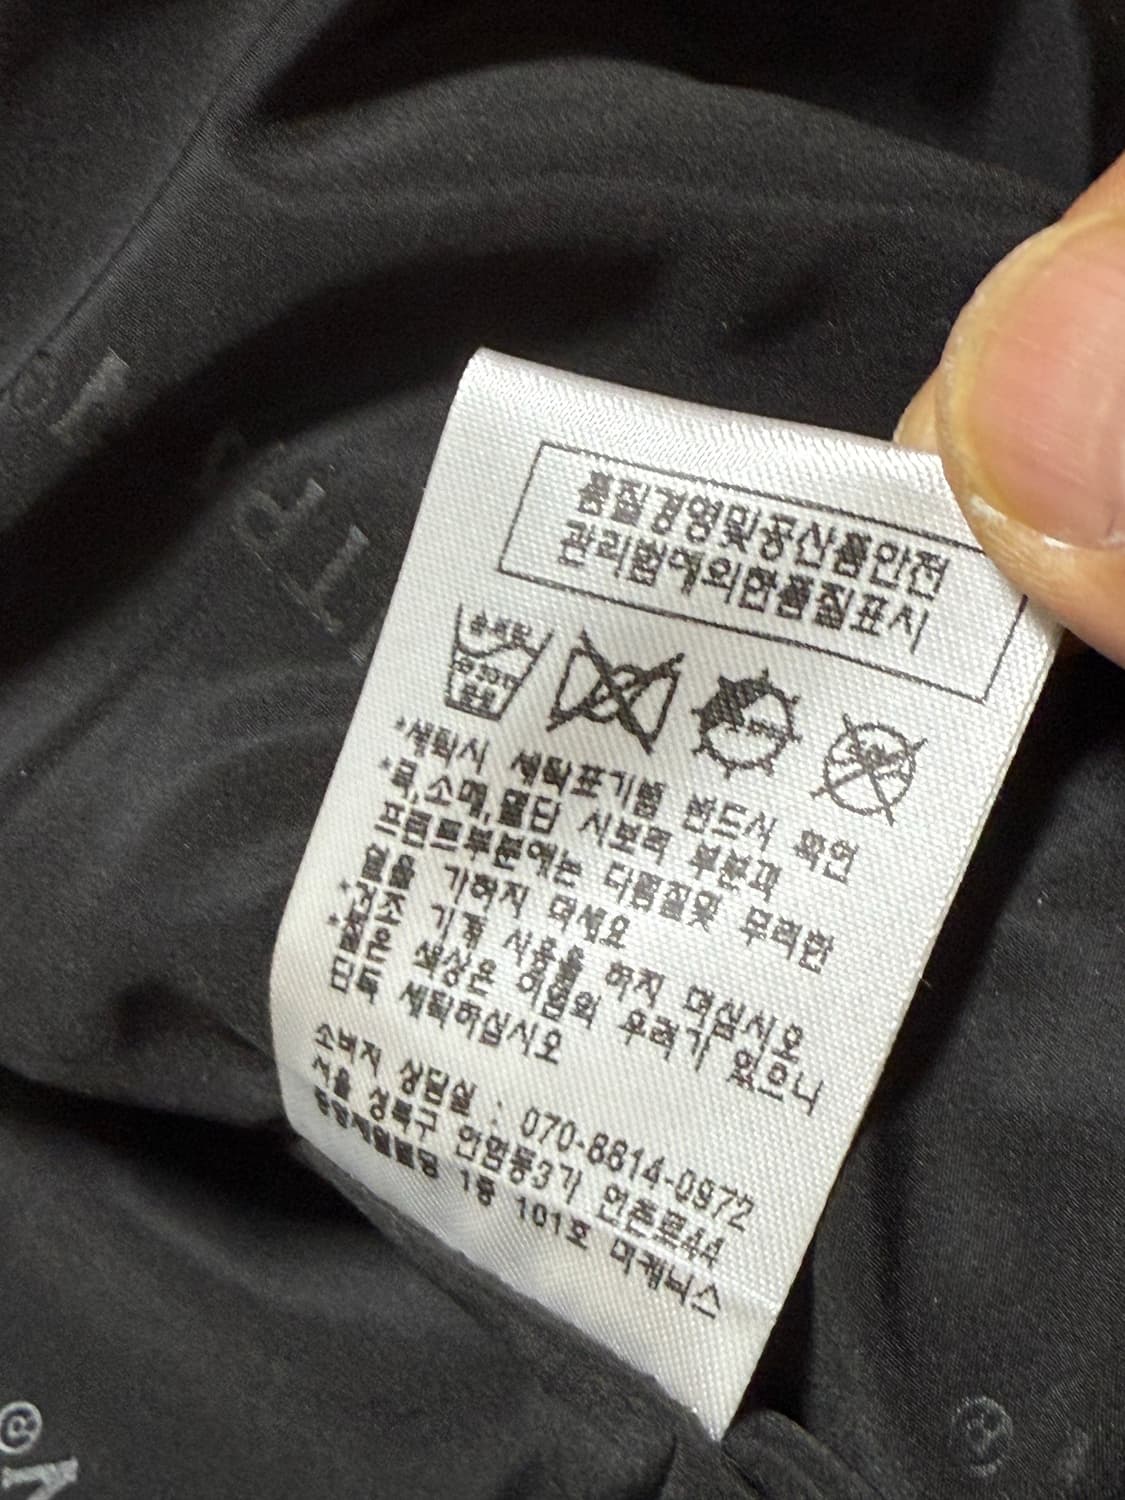 품질경영및공산품안전
관리법에의한품질표시
*세탁시 세탁표기법 반드시 확인
*목,소매,밑단 시보리 부분과
프린트부분에는 다림질및 무리한
힘을 가하지 마세요
*건조 기계 사용을 하지 마십시오
*짙은 색상은 이염의 우려가 있으니
단독 세탁하십시오
소비자 상담실 : 070-8814-0972
서울 성북구 안암동3가 인촌로44
1층 101호 마케닉스